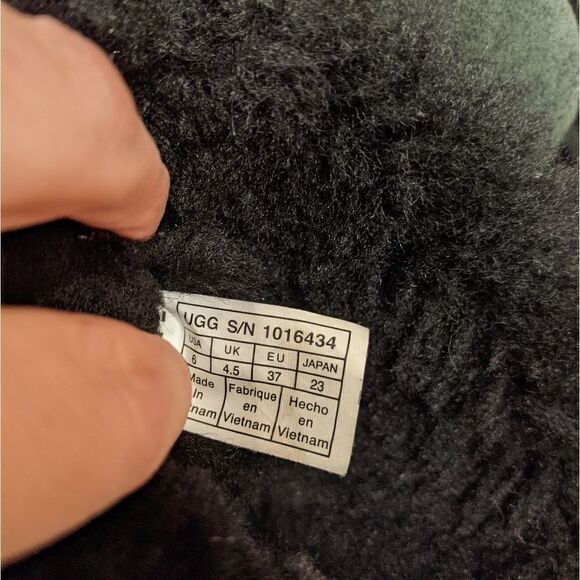 UGG S/N 1016434
USA UK EU JAPAN
6 4.5 37 23
Made Fabrique Hecho
in en en
Vietnam Vietnam